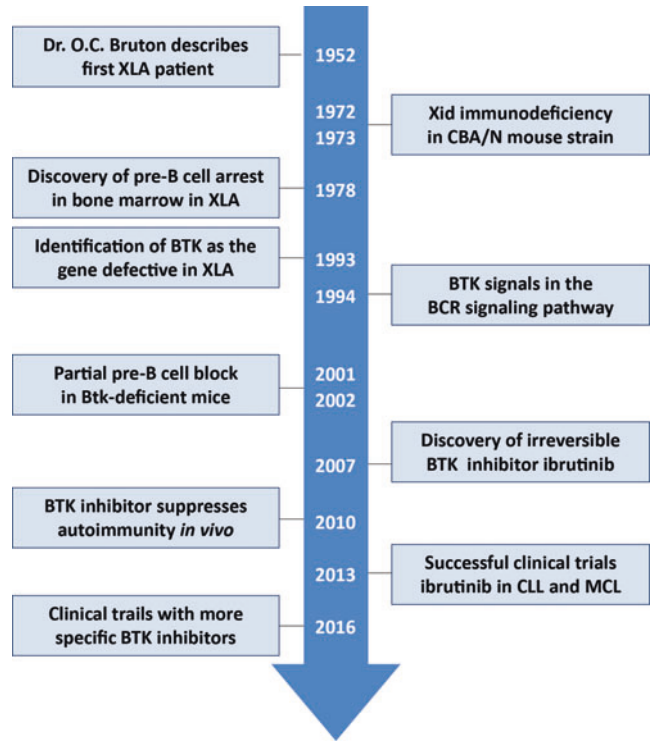 Dr. O.C. Bruton describes
first XLA patient
1952
1972
1973
Xid immunodeficiency
in CBA/N mouse strain
Discovery of pre-B cell arrest
in bone marrow in XLA
1978
Identification of BTK as the
gene defective in XLA
1993
1994
BTK signals in the
BCR signaling pathway
Partial pre-B cell block
in Btk-deficient mice
2001
2002
2007
Discovery of irreversible
BTK inhibitor ibrutinib
BTK inhibitor suppresses
autoimmunity in vivo
2010
2013
Successful clinical trials
ibrutinib in CLL and MCL
Clinical trails with more
specific BTK inhibitors
2016